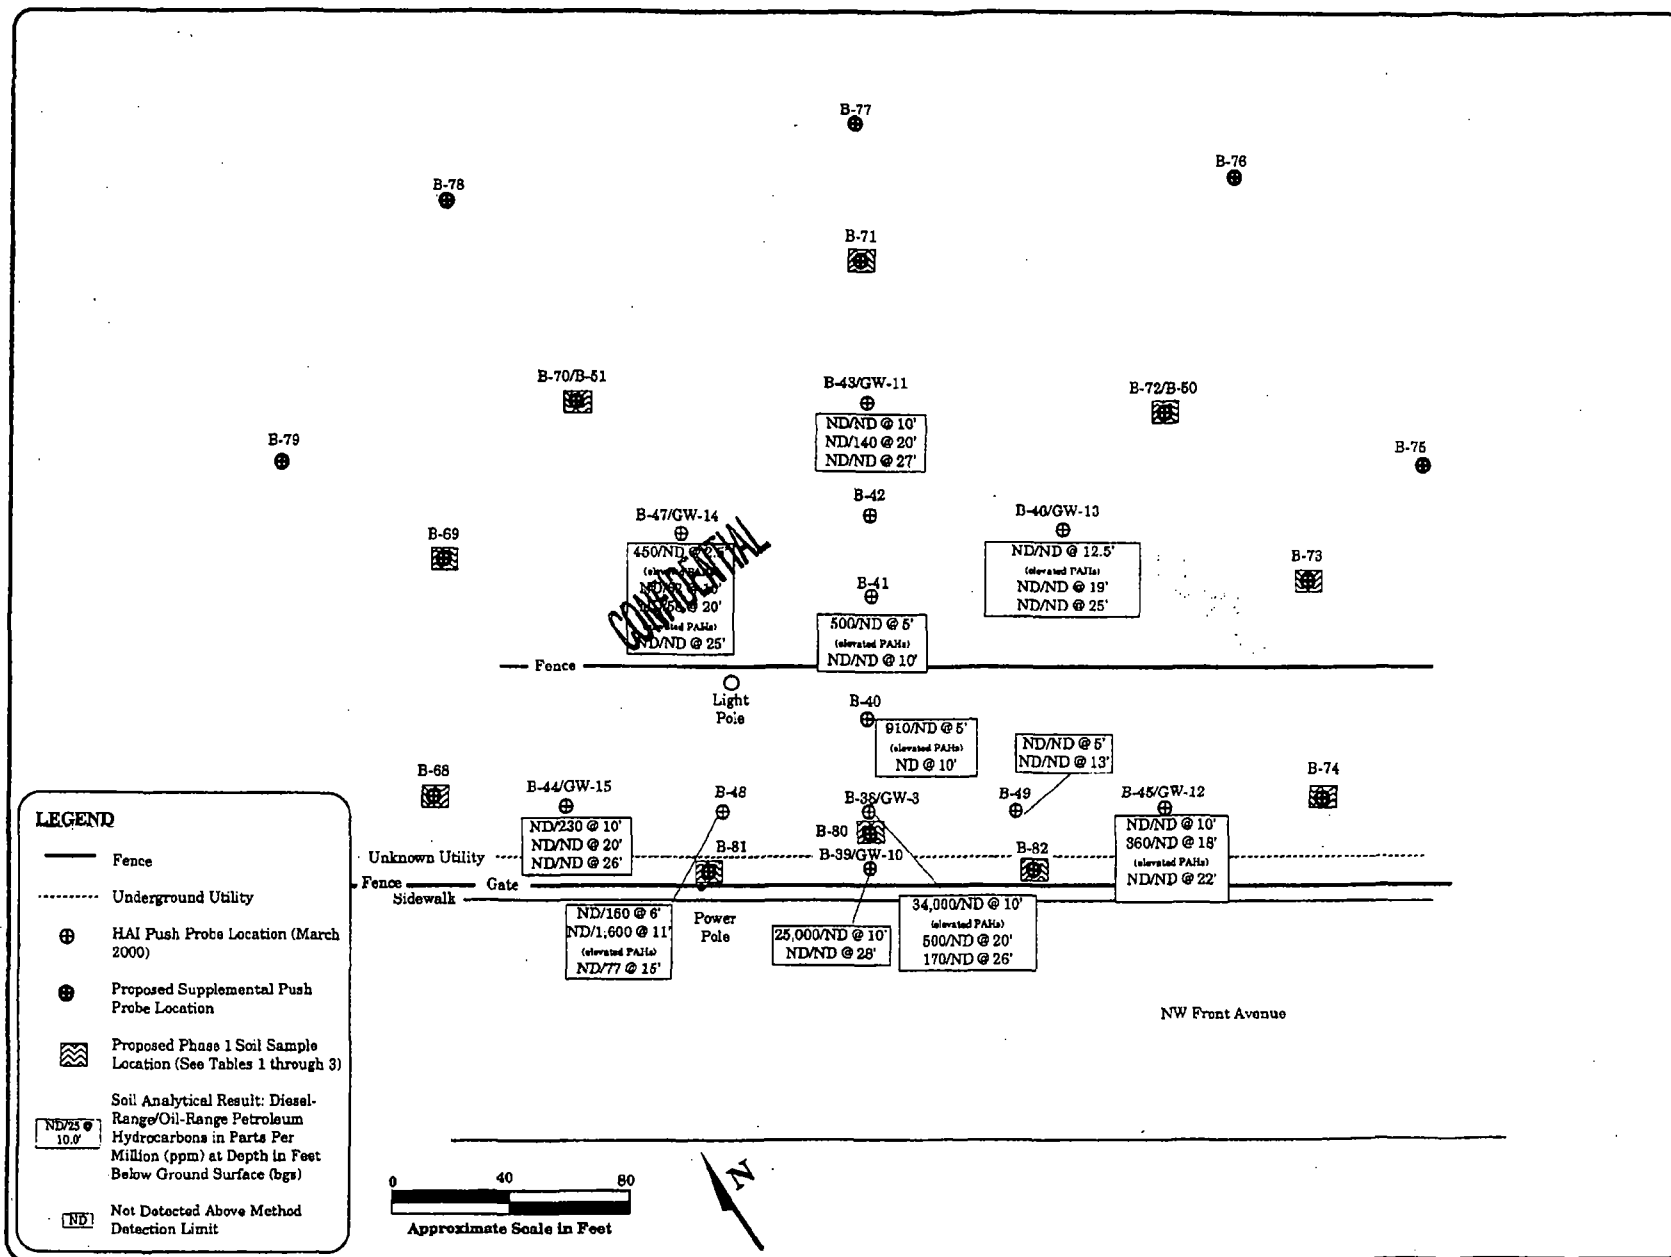 B-77
B-76
B-78
B-71
B-70/B-51
B-43/GW-11
ND/ND @ 10'
ND/140 @ 20'
ND/ND @ 27'
B-72/B-50
B-79
B-75
B-42
B-47/GW-14
450/ND @ 2.5'
20'
ND/ND @ 25'
CONFIDENTIAL
B-46/GW-13
ND/ND @ 12.5'
(elevated PAHs)
ND/ND @ 19'
ND/ND @ 25'
B-69
B-73
B-41
500/ND @ 5'
(elevated PAHs)
ND/ND @ 10'
Fence
Light
Pole
B-40
910/ND @ 5'
(elevated PAHs)
ND @ 10'
ND/ND @ 5'
ND/ND @ 13'
B-68
B-44/GW-15
ND/230 @ 10'
ND/ND @ 20'
ND/ND @ 26'
B-48
B-38/GW-3
B-49
B-45/GW-12
ND/ND @ 10'
360/ND @ 18'
(elevated PAHs)
ND/ND @ 22'
B-74
B-80
B-81
B-39/GW-10
B-82
Unknown Utility
Fence
Gate
Sidewalk
ND/150 @ 6'
ND/1,600 @ 11'
(elevated PAHs)
ND/77 @ 15'
Power
Pole
25,000/ND @ 10'
ND/ND @ 28'
34,000/ND @ 10'
(elevated PAHs)
500/ND @ 20'
170/ND @ 26'
NW Front Avenue
LEGEND
Fence
Underground Utility
HAI Push Probe Location (March
2000)
Proposed Supplemental Push
Probe Location
Proposed Phase 1 Soil Sample
Location (See Tables 1 through 3)
ND/25 @
10.0'
Soil Analytical Result: Diesel-
Range/Oil-Range Petroleum
Hydrocarbons in Parts Per
Million (ppm) at Depth in Feet
Below Ground Surface (bgs)
ND
Not Detected Above Method
Detection Limit
0 40 80
Approximate Scale in Feet
N